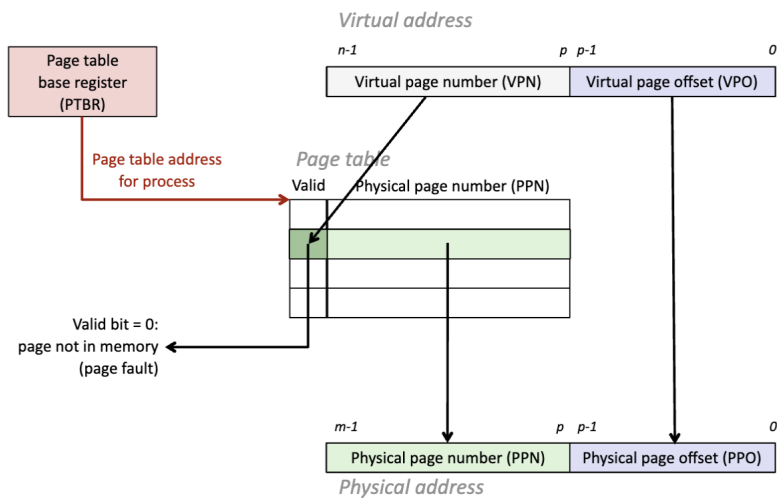 Virtual address
n-1 p p-1 0
Page table
base register
(PTBR)
Virtual page number (VPN) Virtual page offset (VPO)
Page table address
for process
Page table
Valid Physical page number (PPN)
Valid bit = 0:
page not in memory
(page fault)
m-1 p p-1 0
Physical page number (PPN) Physical page offset (PPO)
Physical address